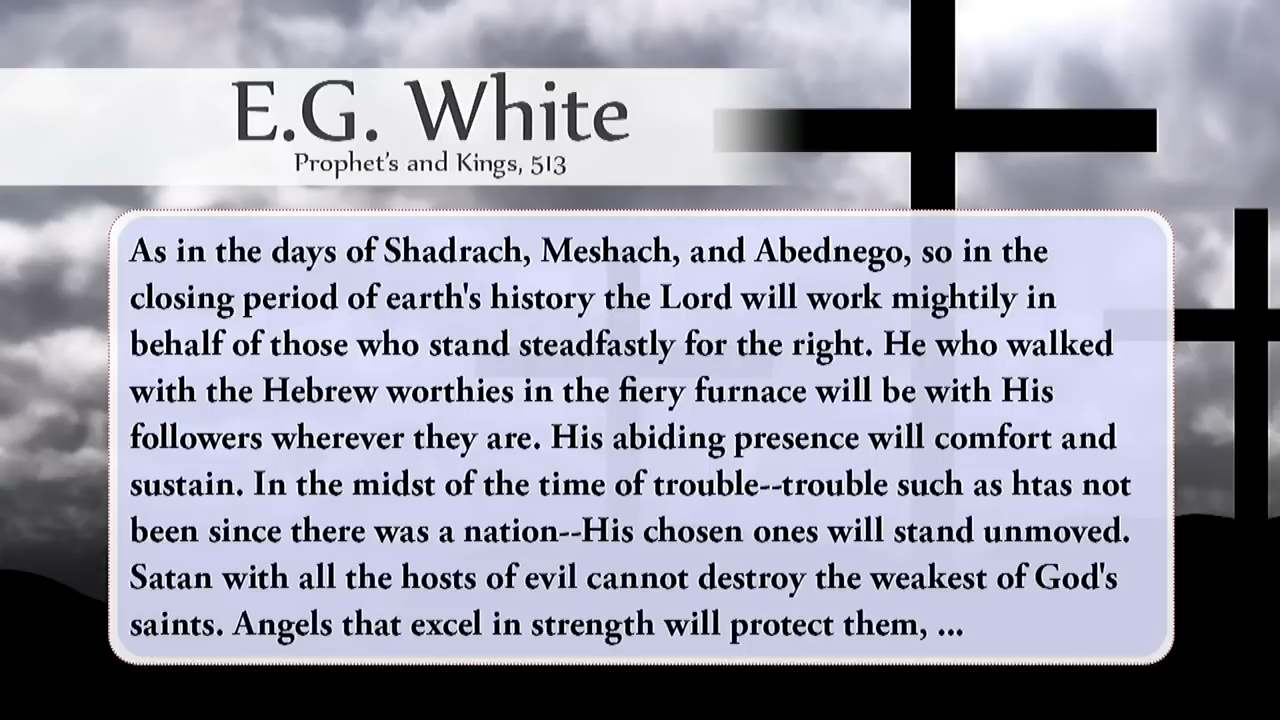 E.G. White
Prophet's and Kings, 513
As in the days of Shadrach, Meshach, and Abednego, so in the
closing period of earth's history the Lord will work mightily in
behalf of those who stand steadfastly for the right. He who walked
with the Hebrew worthies in the fiery furnace will be with His
followers wherever they are. His abiding presence will comfort and
sustain. In the midst of the time of trouble--trouble such as htas not
been since there was a nation--His chosen ones will stand unmoved.
Satan with all the hosts of evil cannot destroy the weakest of God's
saints. Angels that excel in strength will protect them, ...